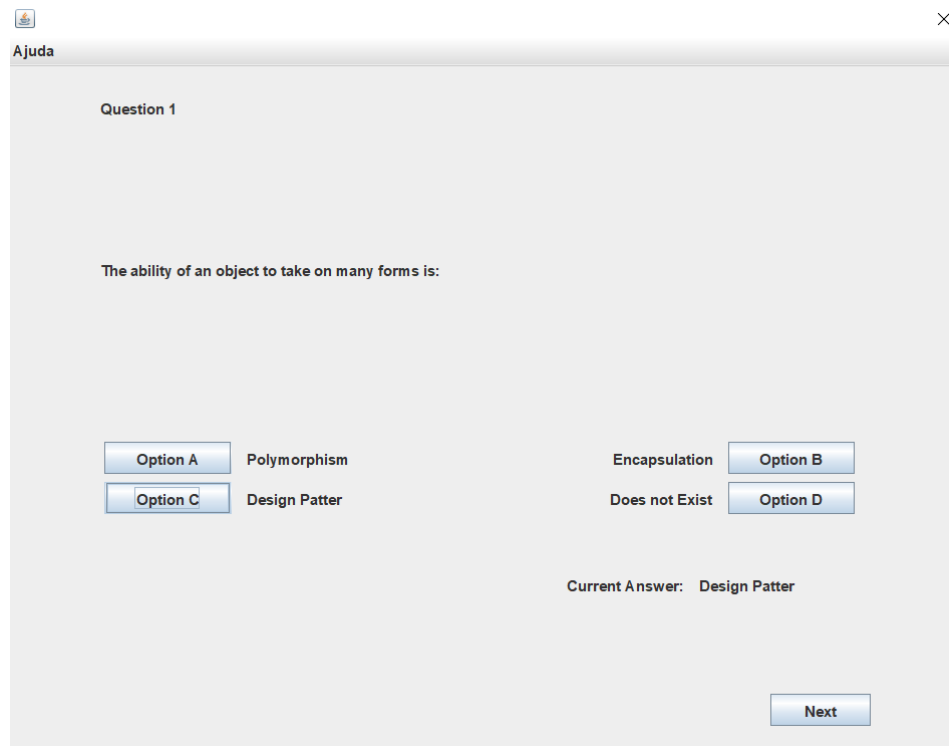 Ajuda
Question 1
The ability of an object to take on many forms is:
Option A Polymorphism Encapsulation Option B
Option C Design Patter Does not Exist Option D
Current Answer: Design Patter
Next